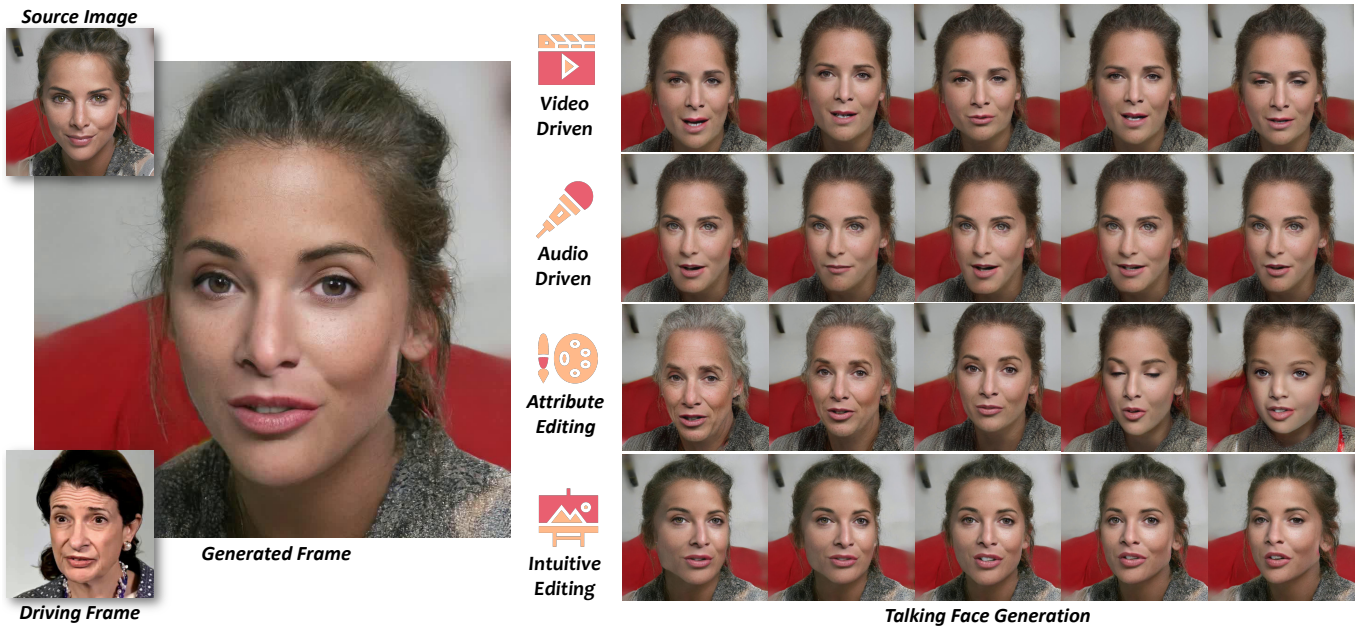 Source Image
Generated Frame
Driving Frame
Video
Driven
Audio
Driven
Attribute
Editing
Intuitive
Editing
Talking Face Generation